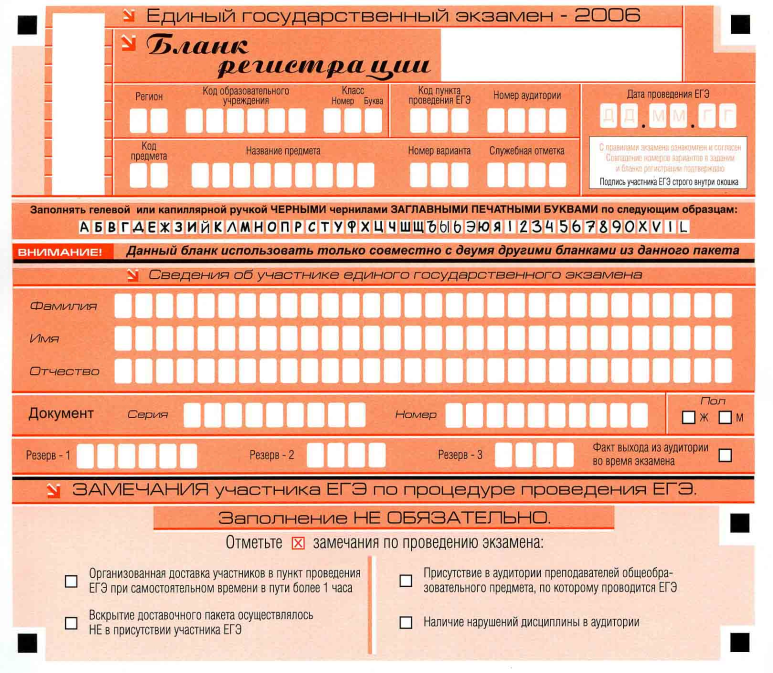 Единый государственный экзамен - 2006
Бланк
регистрации
Регион
Код образовательного
учреждения
Класс
Номер Буква
Код пункта
проведения ЕГЭ
Номер аудитории
Дата проведения ЕГЭ
ДД.ММ.ГГ
Код
предмета
Название предмета
Номер варианта
Служебная отметка
С правилами экзамена ознакомлен и согласен
Совпадение номеров вариантов в задании
и бланке регистрации подтверждаю
Подпись участника ЕГЭ строго внутри окошка
Заполнять гелевой или капиллярной ручкой ЧЕРНЫМИ чернилами ЗАГЛАВНЫМИ ПЕЧАТНЫМИ БУКВАМИ по следующим образцам:
АБВГДЕЖЗИЙКЛМНОПРСТУФХЦЧШЩЪЫЬЭЮЯ1234567890XVIL
ВНИМАНИЕ! Данный бланк использовать только совместно с двумя другими бланками из данного пакета
Сведения об участнике единого государственного экзамена
Фамилия
Имя
Отчество
Документ Серия Номер
Пол
Ж М
Резерв - 1 Резерв - 2 Резерв - 3
Факт выхода из аудитории
во время экзамена
ЗАМЕЧАНИЯ участника ЕГЭ по процедуре проведения ЕГЭ.
Заполнение НЕ ОБЯЗАТЕЛЬНО.
Отметьте X замечания по проведению экзамена:
Организованная доставка участников в пункт проведения
ЕГЭ при самостоятельном времени в пути более 1 часа
Вскрытие доставочного пакета осуществлялось
НЕ в присутствии участника ЕГЭ
Присутствие в аудитории преподавателей общеобра-
зовательного предмета, по которому проводится ЕГЭ
Наличие нарушений дисциплины в аудитории